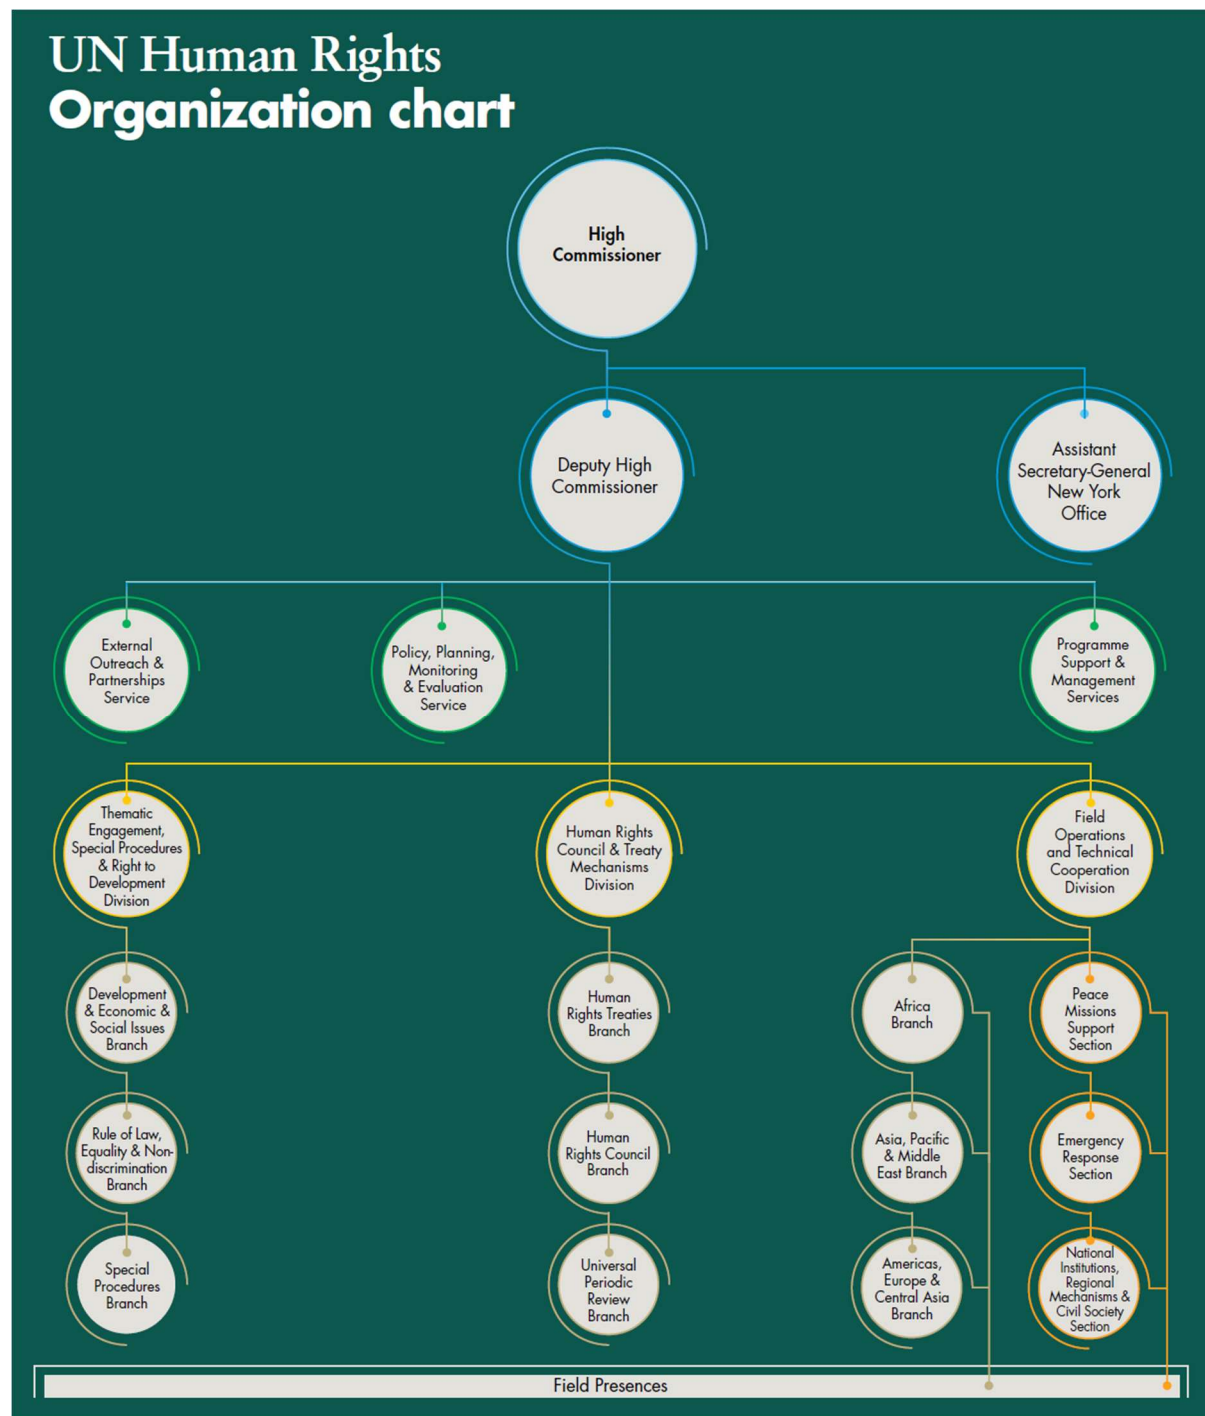 UN Human Rights
Organization chart
High
Commissioner
Deputy High
Commissioner
Assistant
Secretary-General
New York
Office
External
Outreach &
Partnerships
Service
Policy, Planning,
Monitoring
& Evaluation
Service
Programme
Support &
Management
Services
Thematic
Engagement,
Special Procedures
& Right to
Development
Division
Human Rights
Council & Treaty
Mechanisms
Division
Field
Operations
and Technical
Cooperation
Division
Development
& Economic &
Social Issues
Branch
Human
Rights Treaties
Branch
Africa
Branch
Peace
Missions
Support
Section
Rule of Law,
Equality & Non-
discrimination
Branch
Human
Rights Council
Branch
Asia, Pacific
& Middle
East Branch
Emergency
Response
Section
Special
Procedures
Branch
Universal
Periodic
Review
Branch
Americas,
Europe &
Central Asia
Branch
National
Institutions,
Regional
Mechanisms &
Civil Society
Section
Field Presences